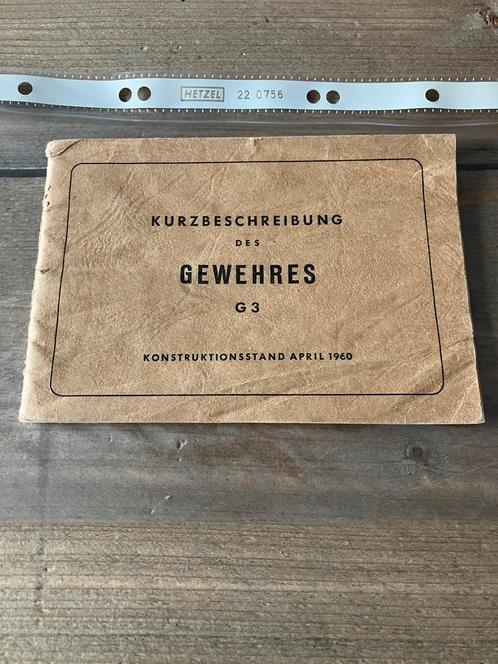 HETZEL 22 0756
KURZBESCHREIBUNG
DES
GEWEHRES
G3
KONSTRUKTIONSSTAND APRIL 1960